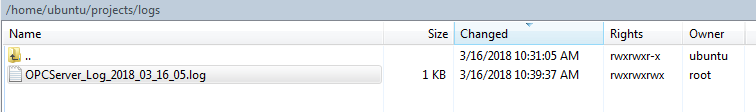 /home/ubuntu/projects/logs
Name Size Changed Rights Owner
.. 3/16/2018 10:31:05 AM rwxrwxr-x ubuntu
OPCServer_Log_2018_03_16_05.log 1 KB 3/16/2018 10:39:37 AM rwxrwxrwx root